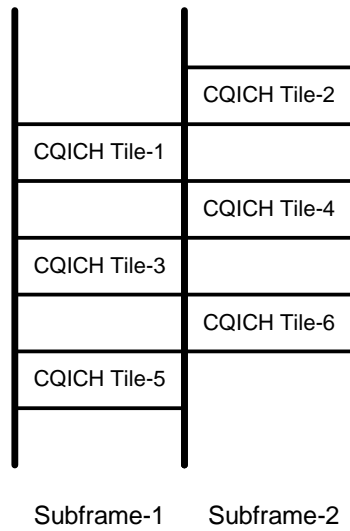 CQICH Tile-2
CQICH Tile-1
CQICH Tile-4
CQICH Tile-3
CQICH Tile-6
CQICH Tile-5
Subframe-1 Subframe-2